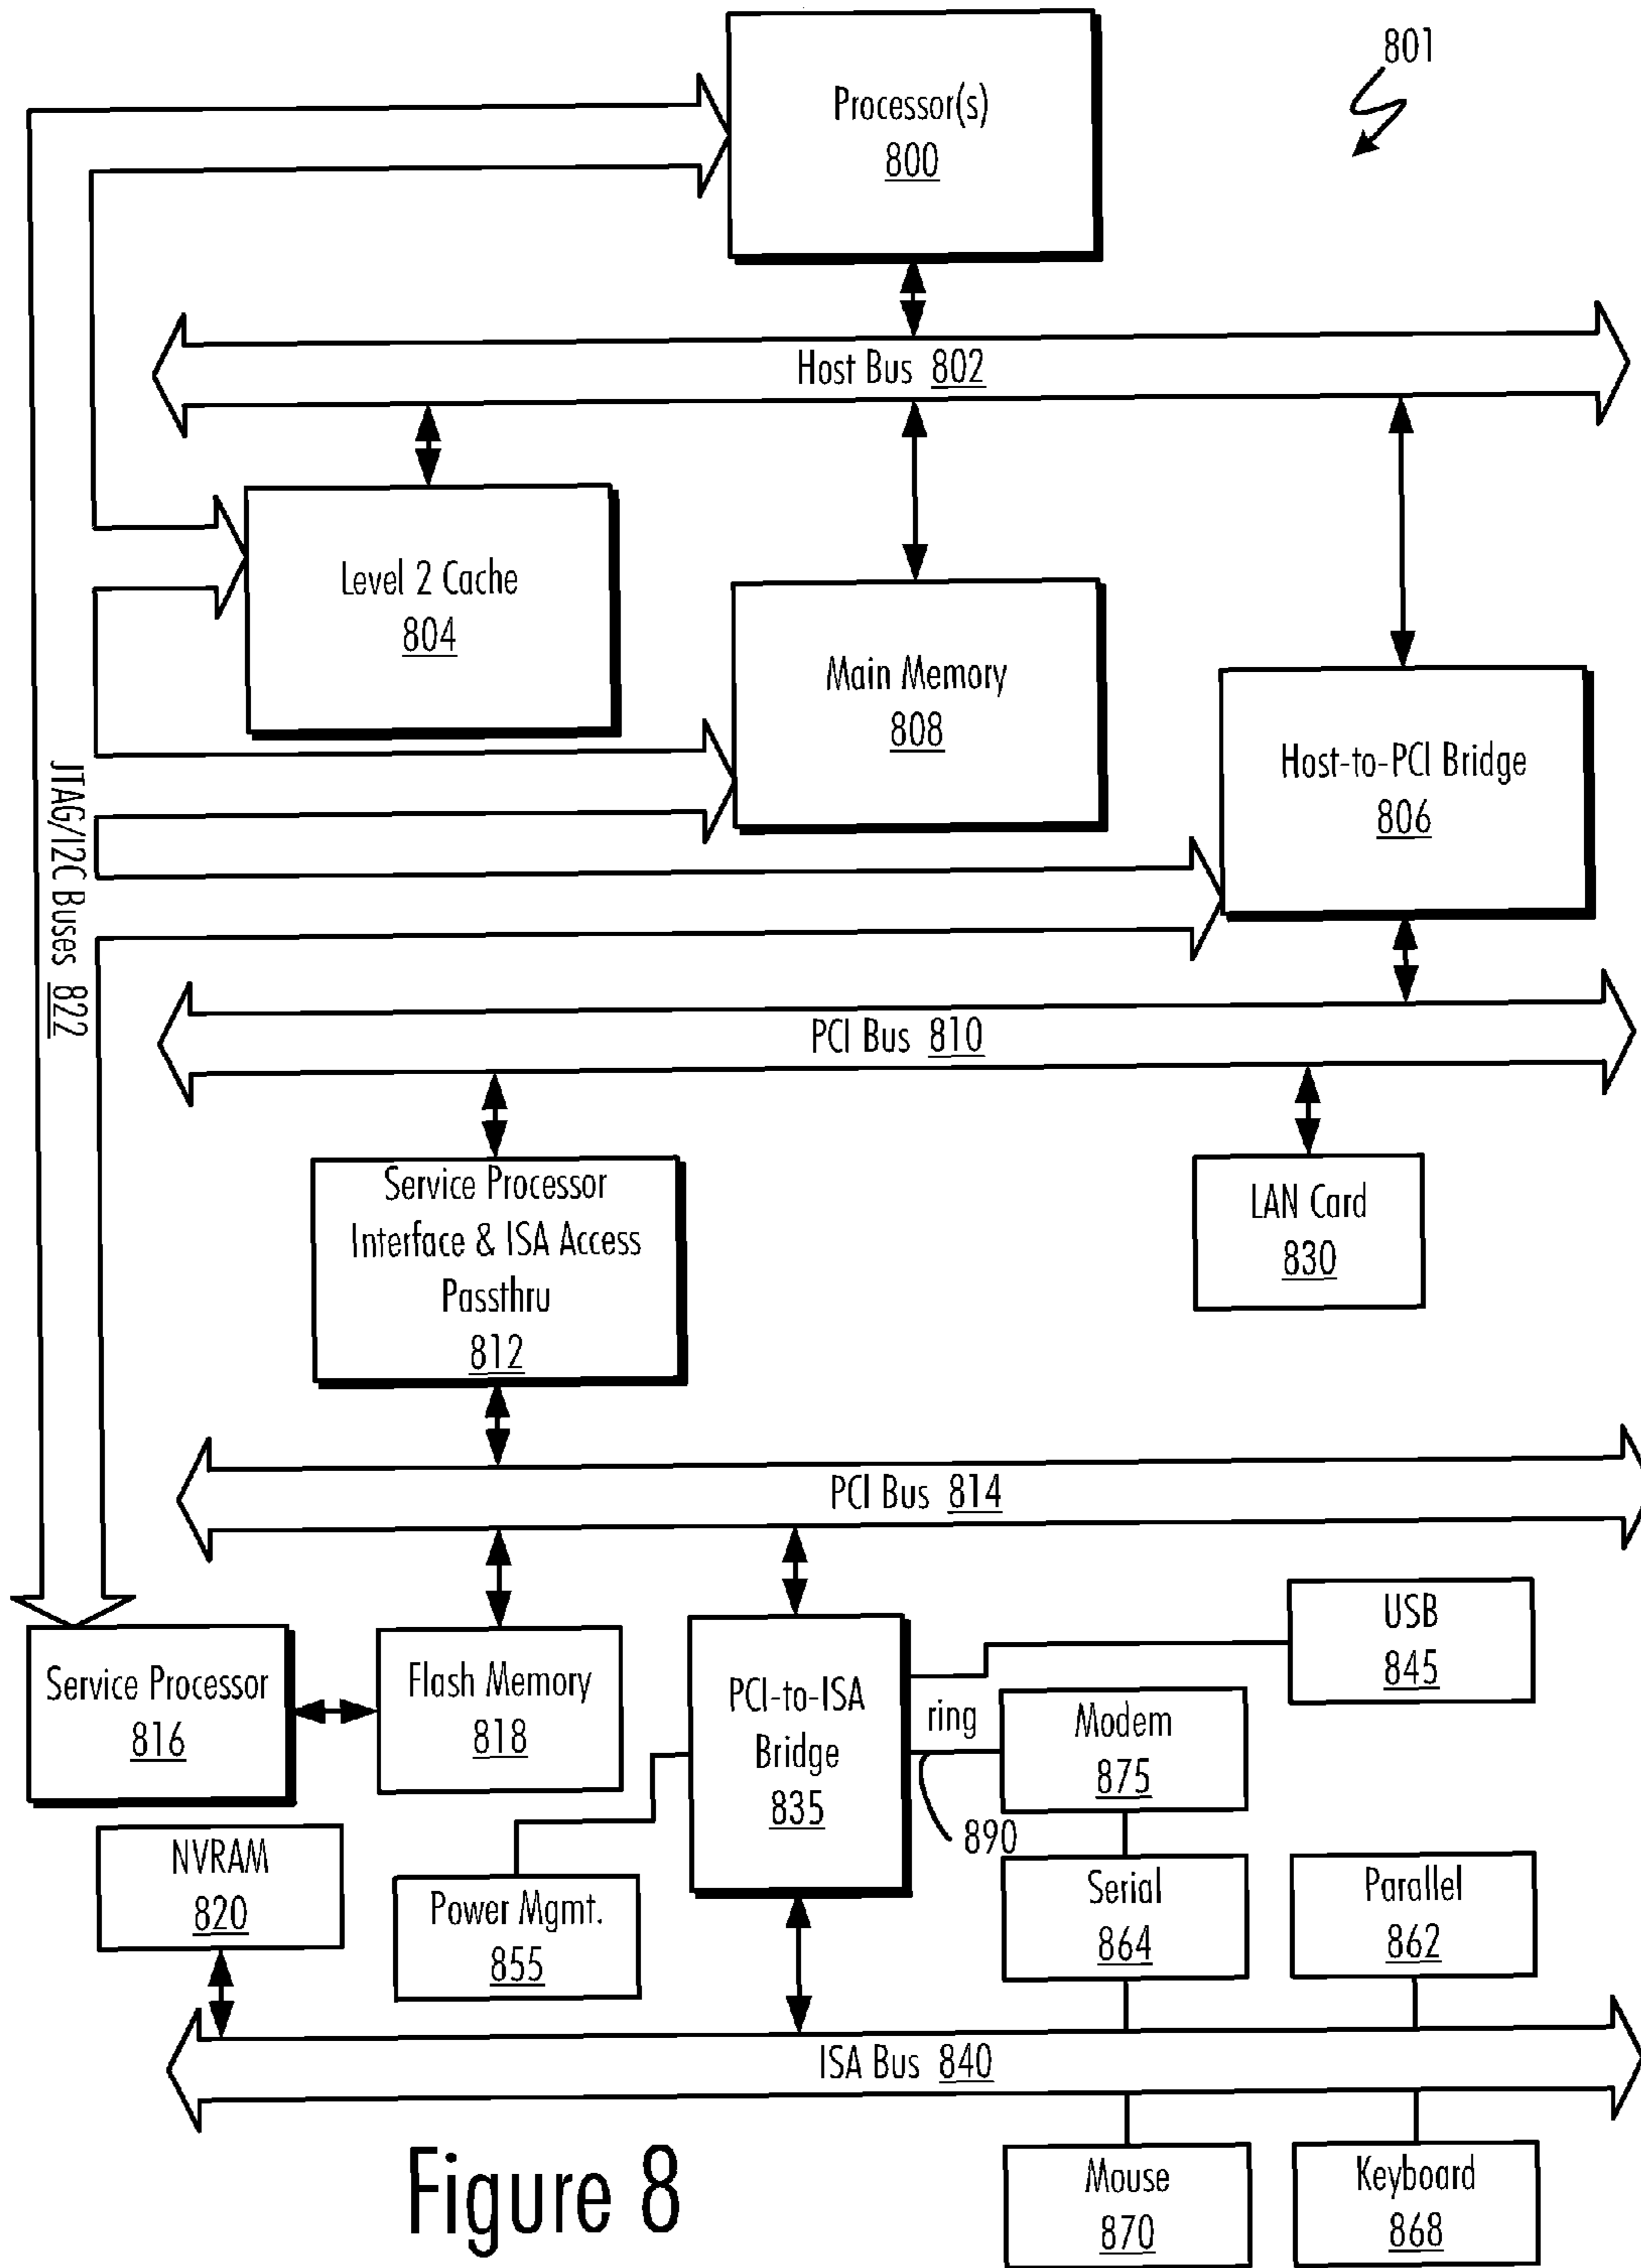 801
Processor(s)
800
Host Bus 802
Level 2 Cache
804
Main Memory
808
Host-to-PCI Bridge
806
JTAG/I2C Buses 822
PCI Bus 810
Service Processor
Interface & ISA Access
Passthru
812
LAN Card
830
PCI Bus 814
USB
845
Service Processor
816
Flash Memory
818
PCI-to-ISA
Bridge
835
ring
Modem
875
890
NVRAM
820
Power Mgmt.
855
Serial
864
Parallel
862
ISA Bus 840
Mouse
870
Keyboard
868
Figure 8